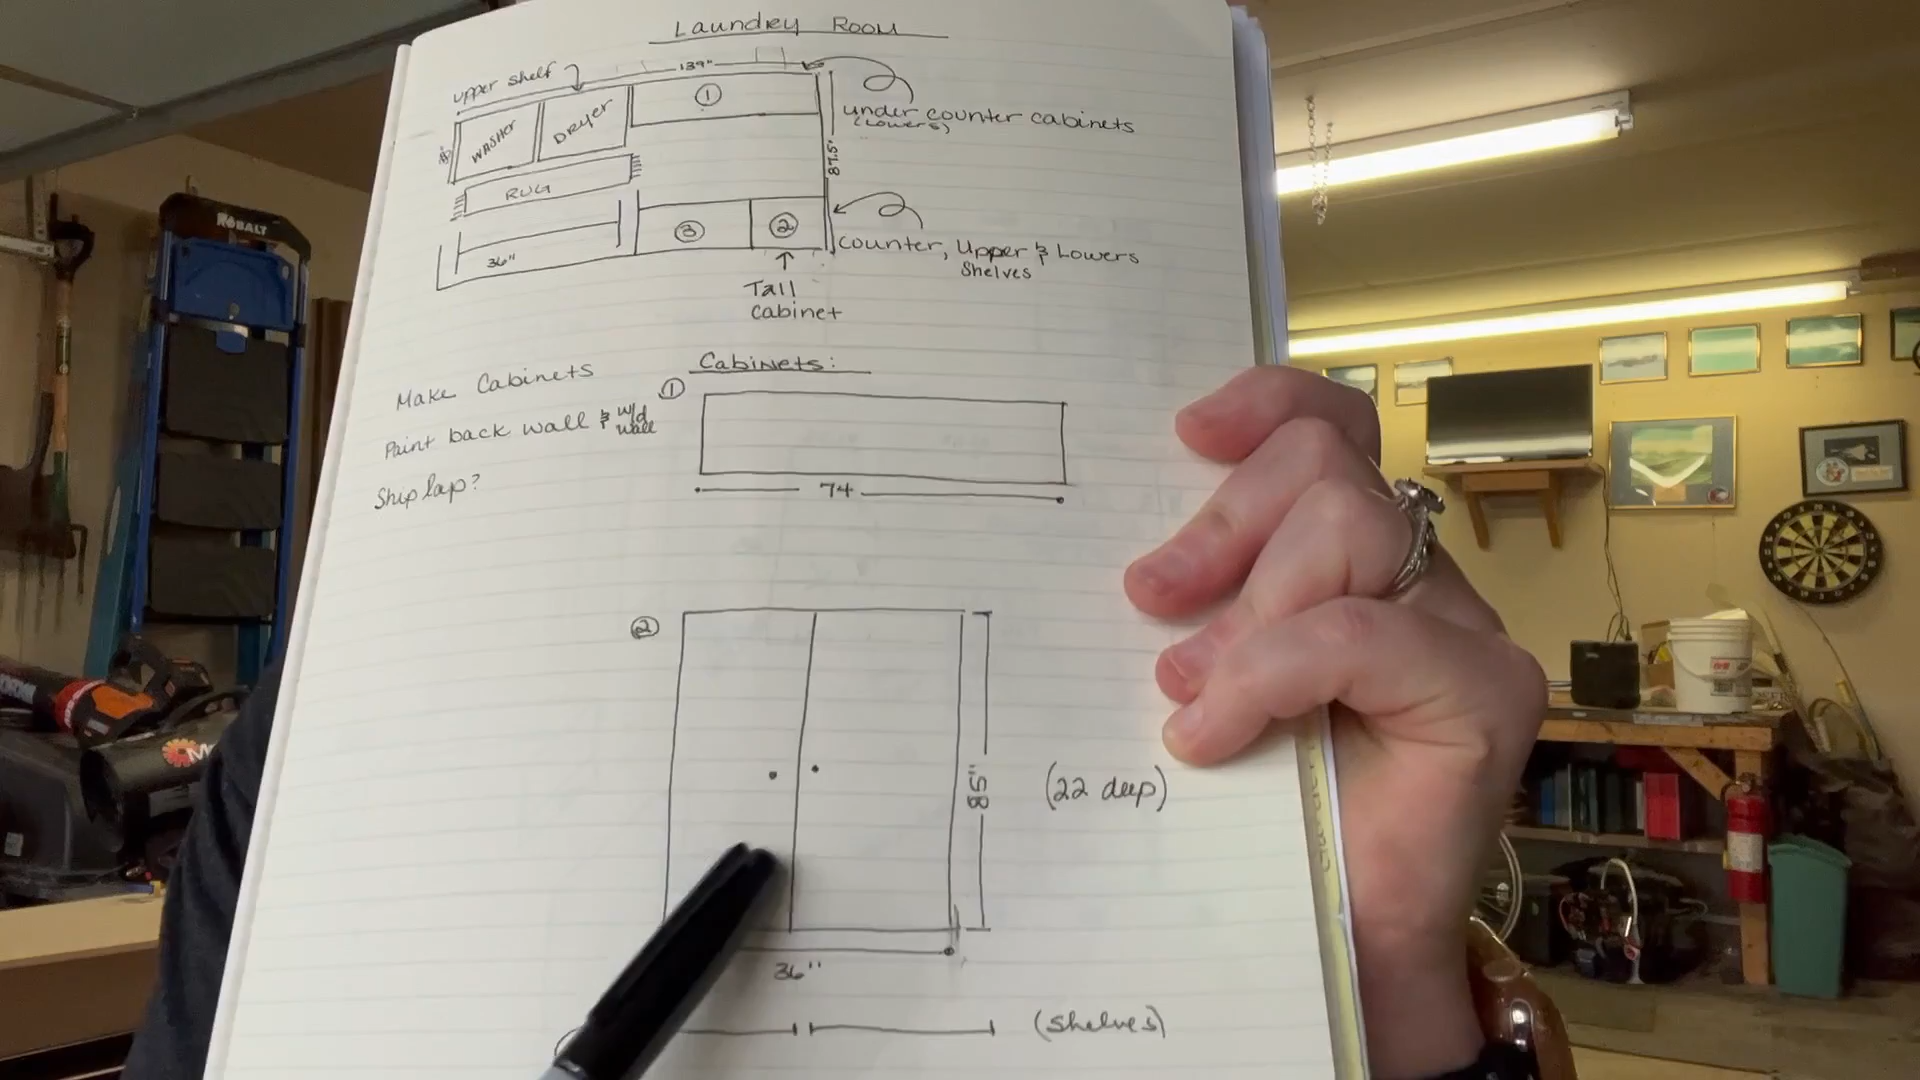 Laundry Room
upper shelf
139"
WASHER
DRYER
①
under counter cabinets
(Lowers)
87.5"
RUG
36"
③
②
Counter, Upper & Lowers
Shelves
Tall
Cabinet
Make Cabinets
Paint back wall & w/d
wall
Ship lap?
Cabinets:
①
74
②
85"
(22 deep)
36"
(shelves)
KOBALT